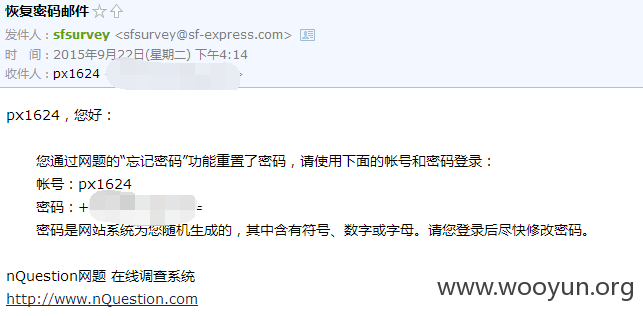 恢复密码邮件
发件人：sfsurvey <sfsurvey@sf-express.com>
时 间：2015年9月22日(星期二) 下午4:14
收件人：px1624
px1624，您好：
您通过网题的“忘记密码”功能重置了密码，请使用下面的帐号和密码登录：
帐号：px1624
密码：+ =
密码是网站系统为您随机生成的，其中含有符号、数字或字母。请您登录后尽快修改密码。
nQuestion网题 在线调查系统
http://www.nQuestion.com
www.wooyun.org